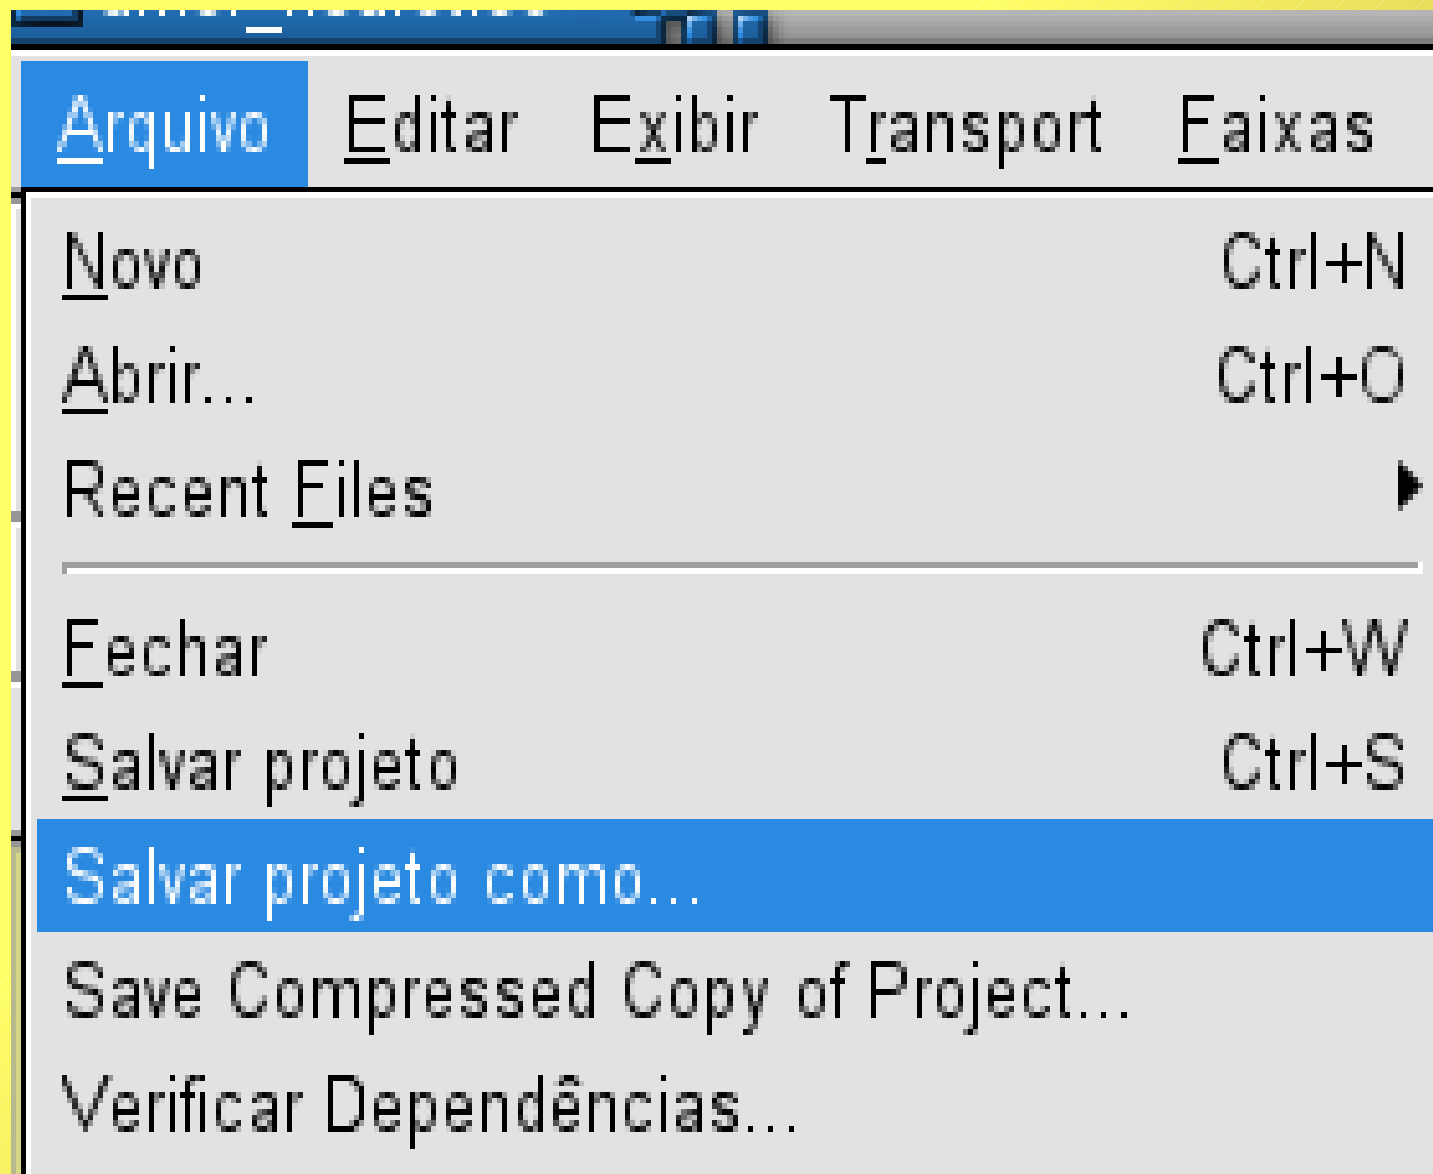 Arquivo Editar Exibir Transport Faixas
Novo Ctrl+N
Abrir... Ctrl+O
Recent Files
Fechar Ctrl+W
Salvar projeto Ctrl+S
Salvar projeto como...
Save Compressed Copy of Project...
Verificar Dependências...